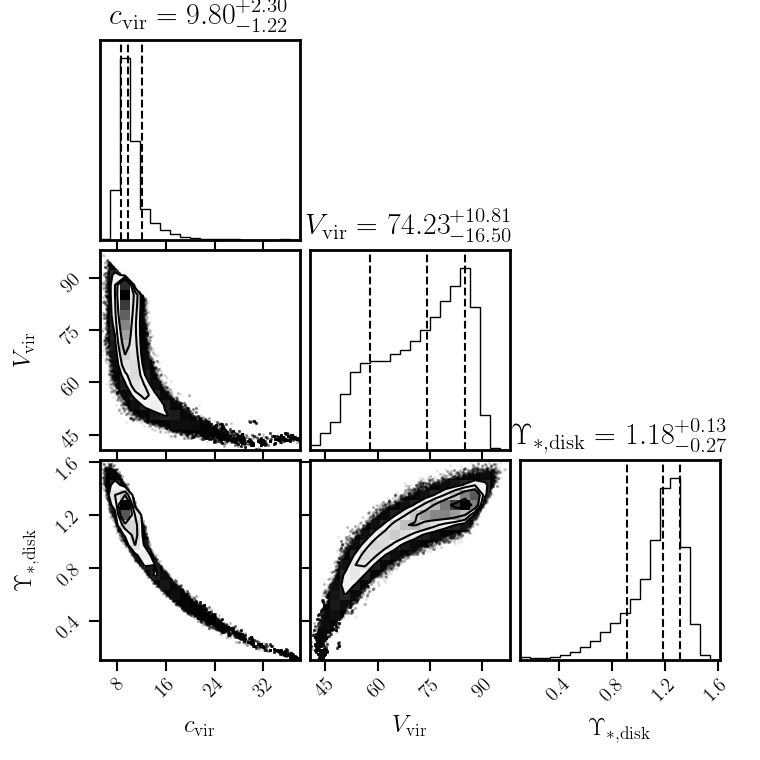 c_vir = 9.80^{+2.30}_{-1.22}
V_vir = 74.23^{+10.81}_{-16.50}
V_vir
90
75
60
45
Υ_{*,disk} = 1.18^{+0.13}_{-0.27}
Υ_{*,disk}
1.6
1.2
0.8
0.4
8 16 24 32
45 60 75 90
0.4 0.8 1.2 1.6
c_vir
V_vir
Υ_{*,disk}